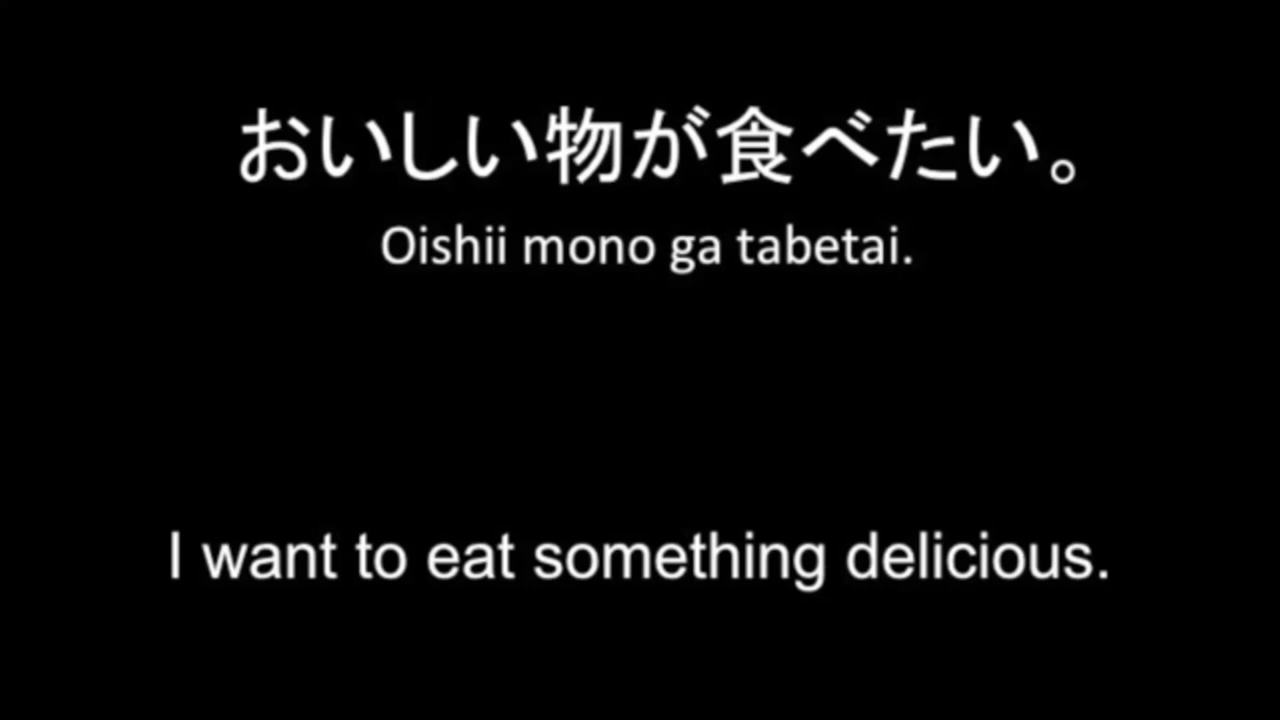 おいしい物が食べたい。
Oishii mono ga tabetai.
I want to eat something delicious.